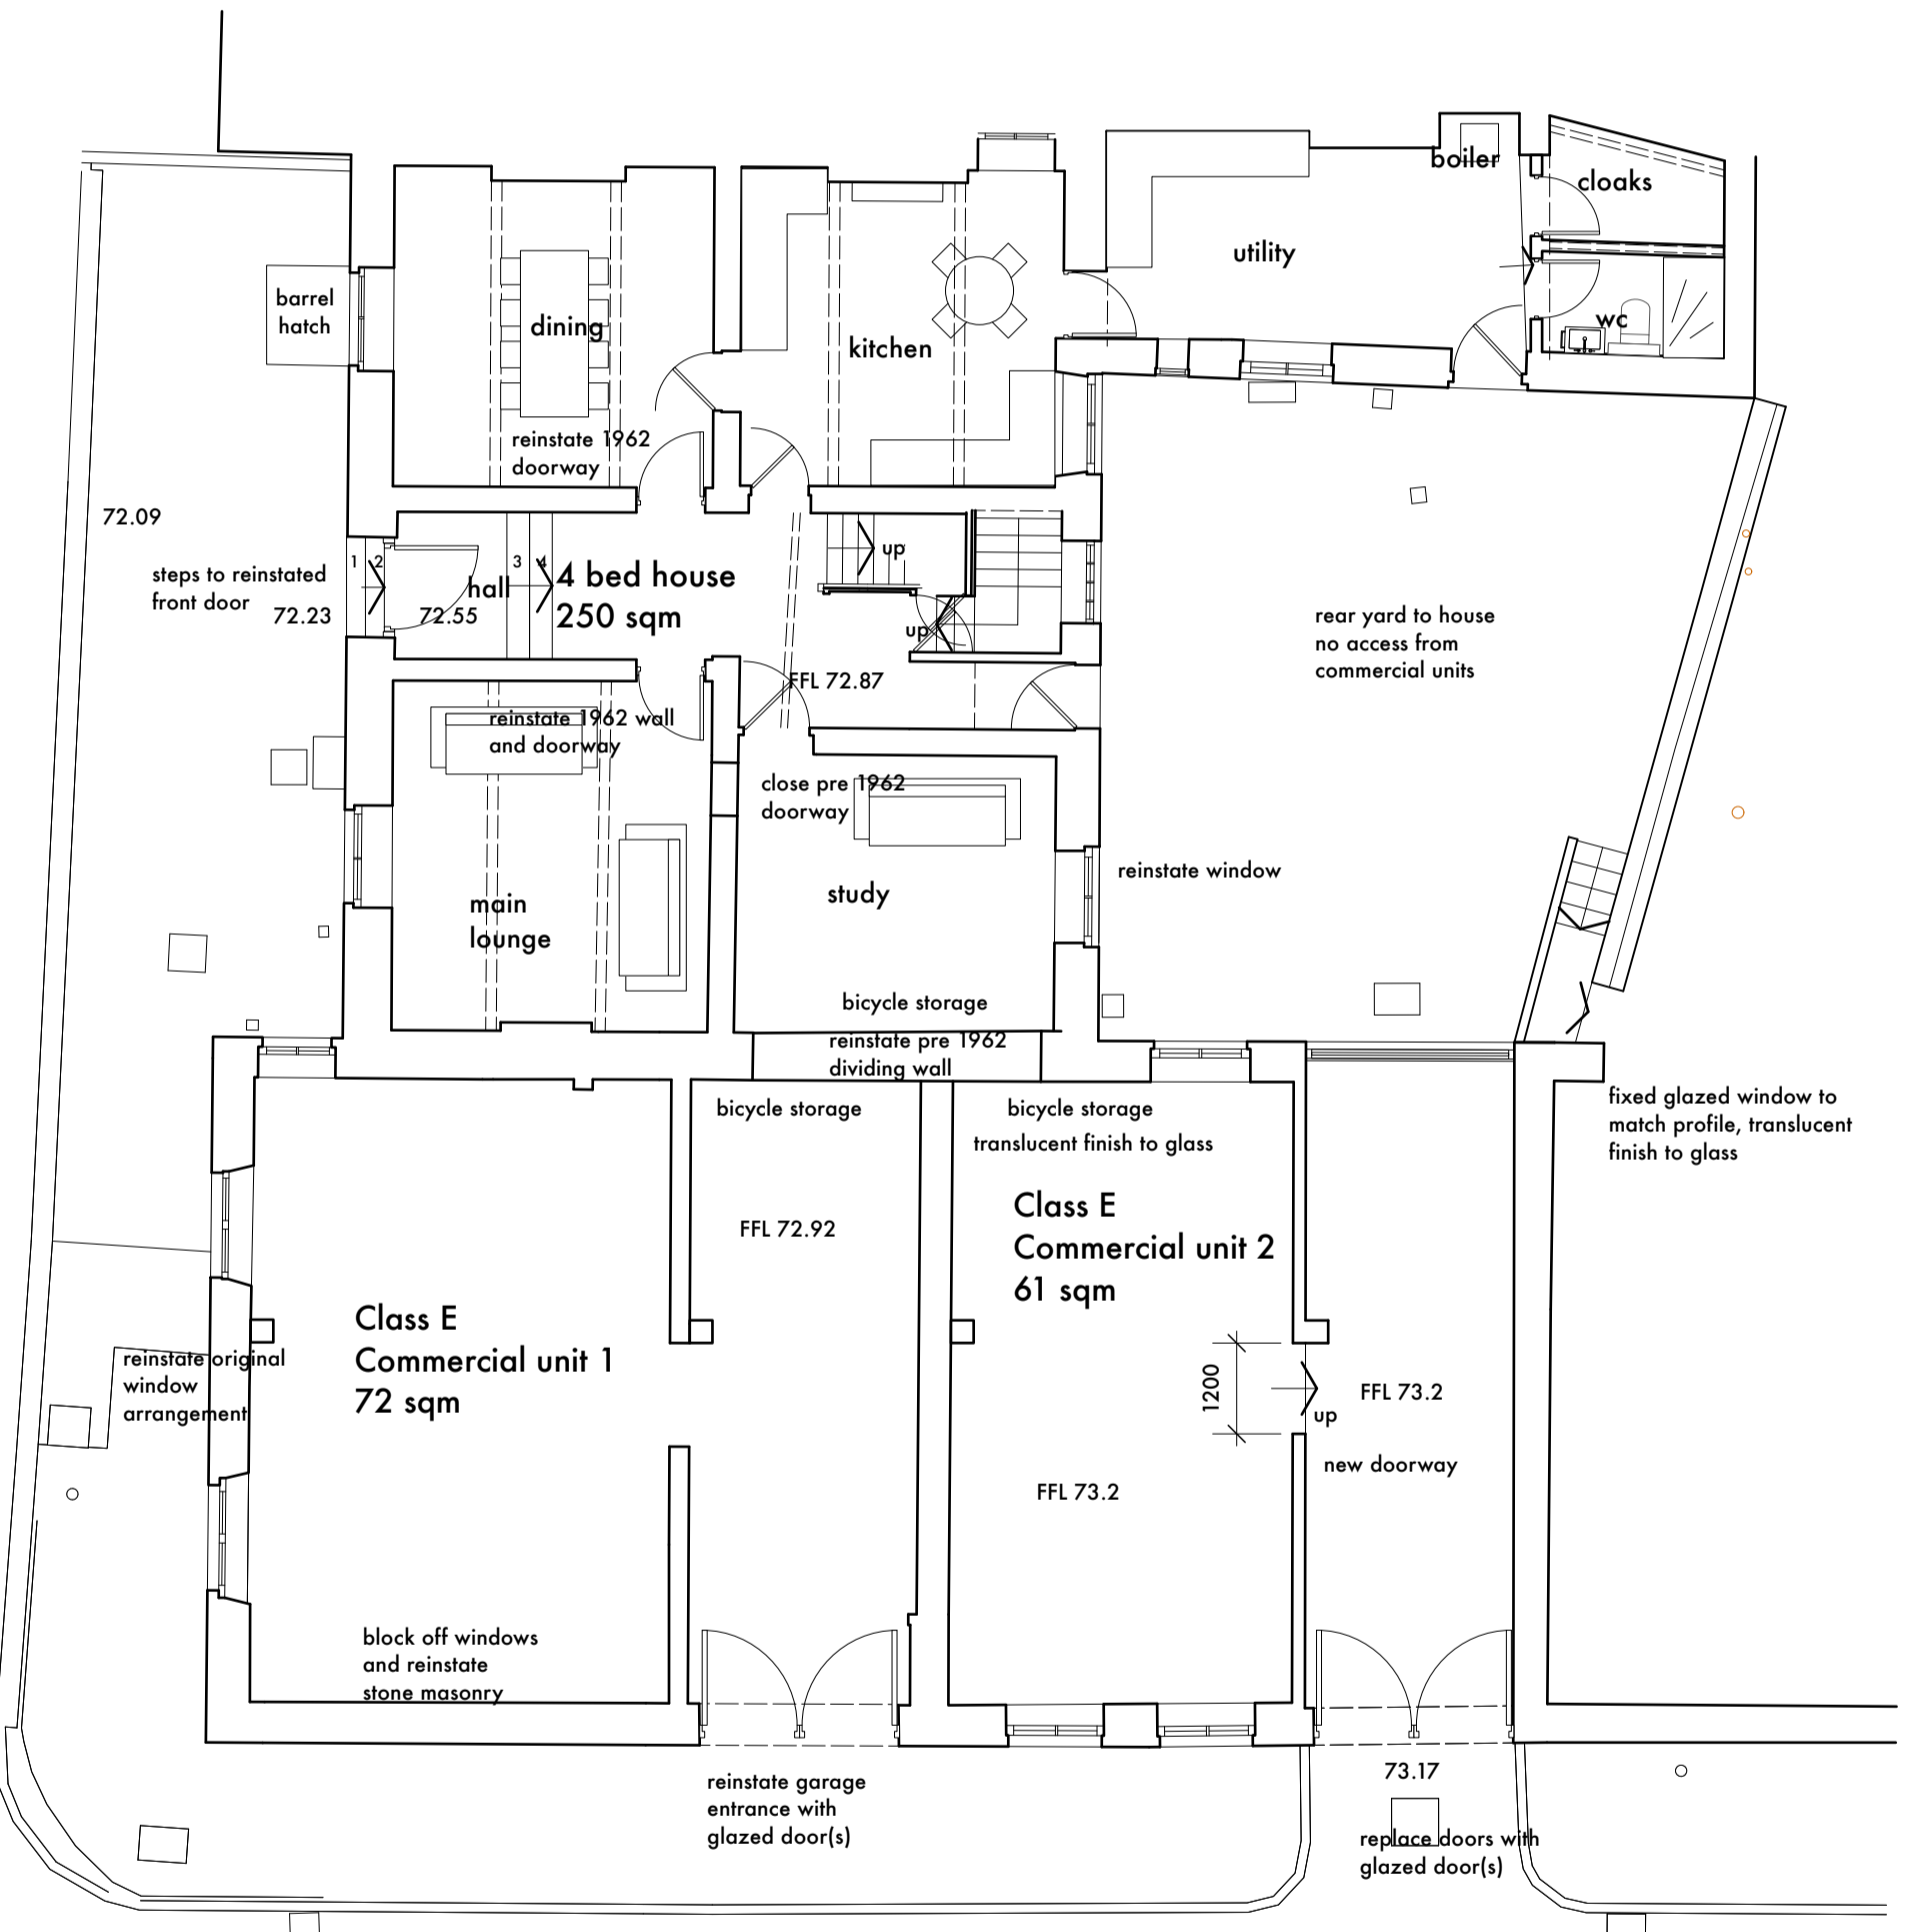 boiler
cloaks
utility
barrel
hatch
dining
kitchen
wc
reinstate 1962
doorway
72.09
steps to reinstated
front door
72.23
1
2
3
4
hall
72.55
4 bed house
250 sqm
up
up
FFL 72.87
rear yard to house
no access from
commercial units
reinstate 1962 wall
and doorway
close pre 1962
doorway
reinstate window
main
lounge
study
bicycle storage
reinstate pre 1962
dividing wall
bicycle storage
bicycle storage
translucent finish to glass
fixed glazed window to
match profile, translucent
finish to glass
FFL 72.92
Class E
Commercial unit 2
61 sqm
Class E
Commercial unit 1
72 sqm
reinstate original
window
arrangement
1200
FFL 73.2
up
new doorway
FFL 73.2
block off windows
and reinstate
stone masonry
reinstate garage
entrance with
glazed door(s)
73.17
replace doors with
glazed door(s)